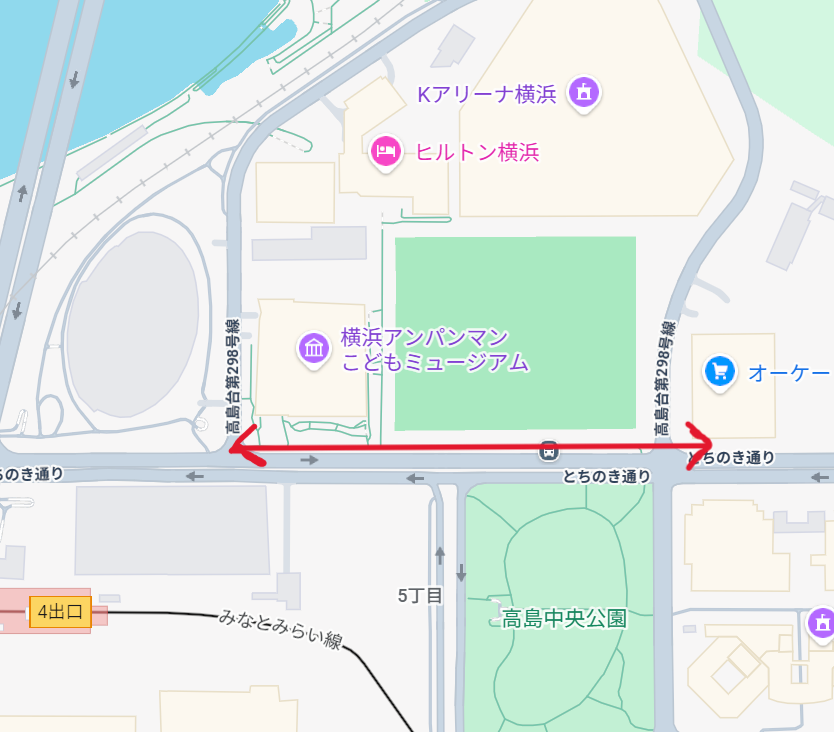 Kアリーナ横浜
ヒルトン横浜
高島台第298号線
横浜アンパンマン
こどもミュージアム
高島台第298号線
オーケー
とちのき通り
ちのき通り
とちのき通り
4出口
みなとみらい線
5丁目
高島中央公園